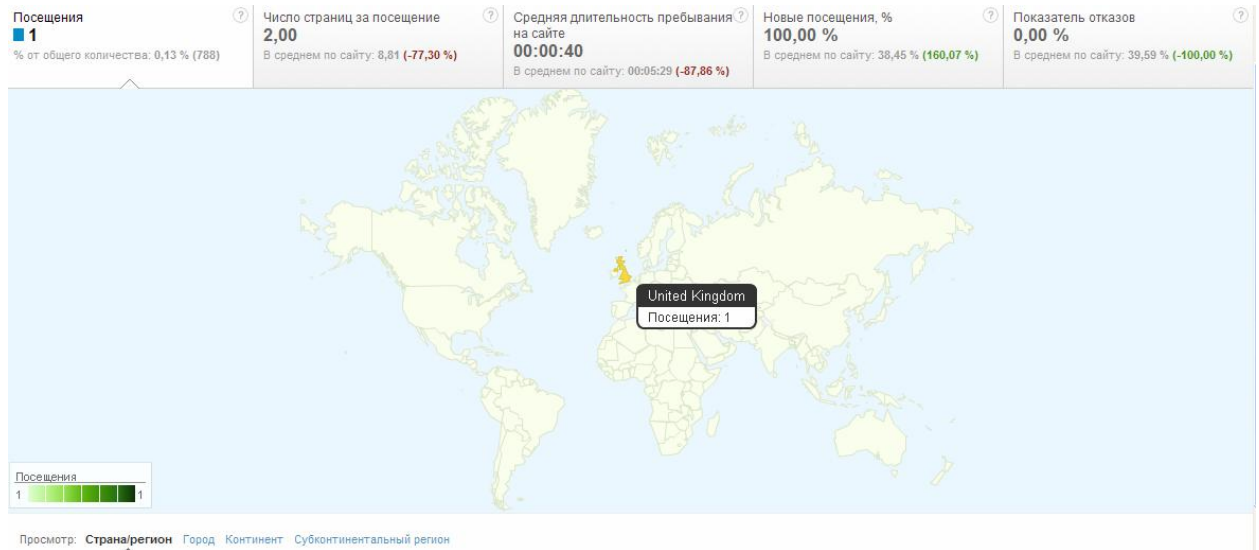 Посещения ?
1
% от общего количества: 0,13 % (788)
Число страниц за посещение ?
2,00
В среднем по сайту: 8,81 (-77,30 %)
Средняя длительность пребывания ?
на сайте
00:00:40
В среднем по сайту: 00:05:29 (-87,86 %)
Новые посещения, % ?
100,00 %
В среднем по сайту: 38,45 % (160,07 %)
Показатель отказов ?
0,00 %
В среднем по сайту: 39,59 % (-100,00 %)
United Kingdom
Посещения: 1
Посещения
1 1
Просмотр: Страна/регион Город Континент Субконтинентальный регион